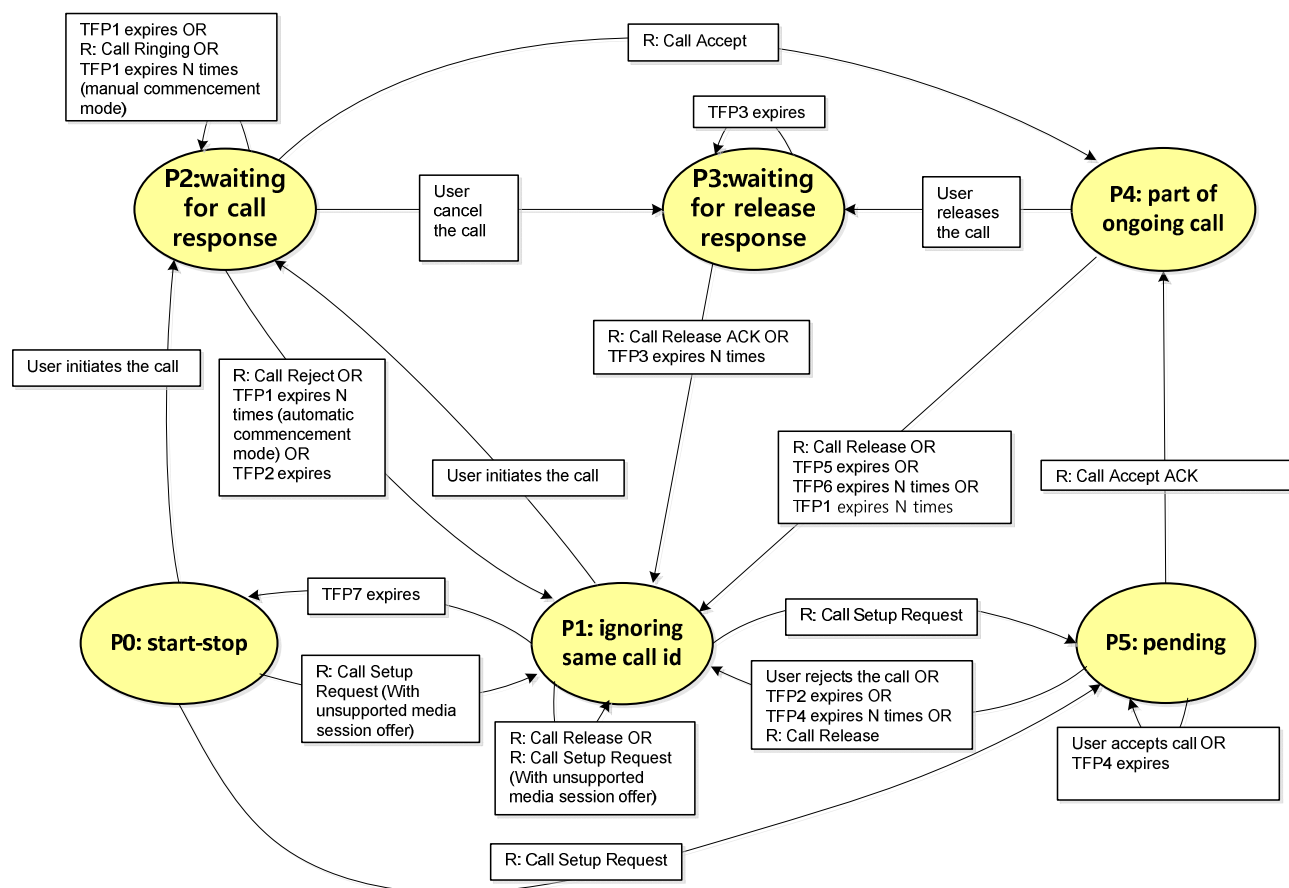 TFP1 expires OR
R: Call Ringing OR
TFP1 expires N times
(manual commencement
mode)
R: Call Accept
TFP3 expires
P2:waiting
for call
response
User
cancel
the call
P3:waiting
for release
response
User
releases
the call
P4: part of
ongoing call
User initiates the call
R: Call Reject OR
TFP1 expires N
times (automatic
commencement
mode) OR
TFP2 expires
R: Call Release ACK OR
TFP3 expires N times
User initiates the call
R: Call Release OR
TFP5 expires OR
TFP6 expires N times OR
TFP1 expires N times
R: Call Accept ACK
P0: start-stop
TFP7 expires
R: Call Setup
Request (With
unsupported media
session offer)
P1: ignoring
same call id
R: Call Release OR
R: Call Setup Request
(With unsupported
media session offer)
R: Call Setup Request
User rejects the call OR
TFP2 expires OR
TFP4 expires N times OR
R: Call Release
P5: pending
User accepts call OR
TFP4 expires
R: Call Setup Request